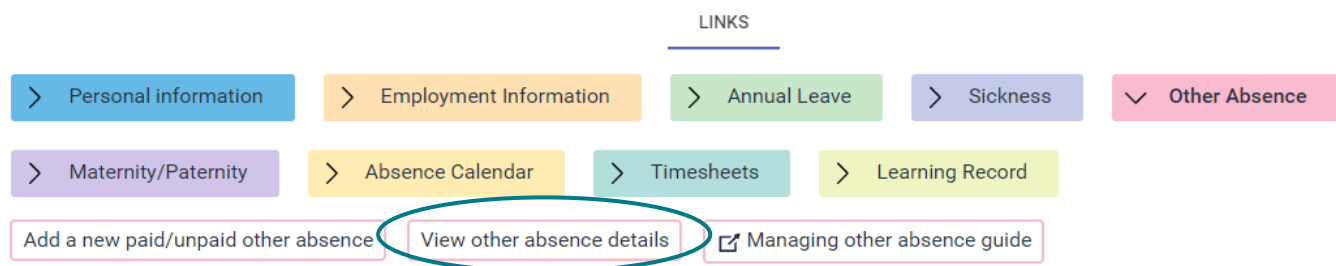 LINKS
Personal information Employment Information Annual Leave Sickness Other Absence
Maternity/Paternity Absence Calendar Timesheets Learning Record
Add a new paid/unpaid other absence View other absence details Managing other absence guide